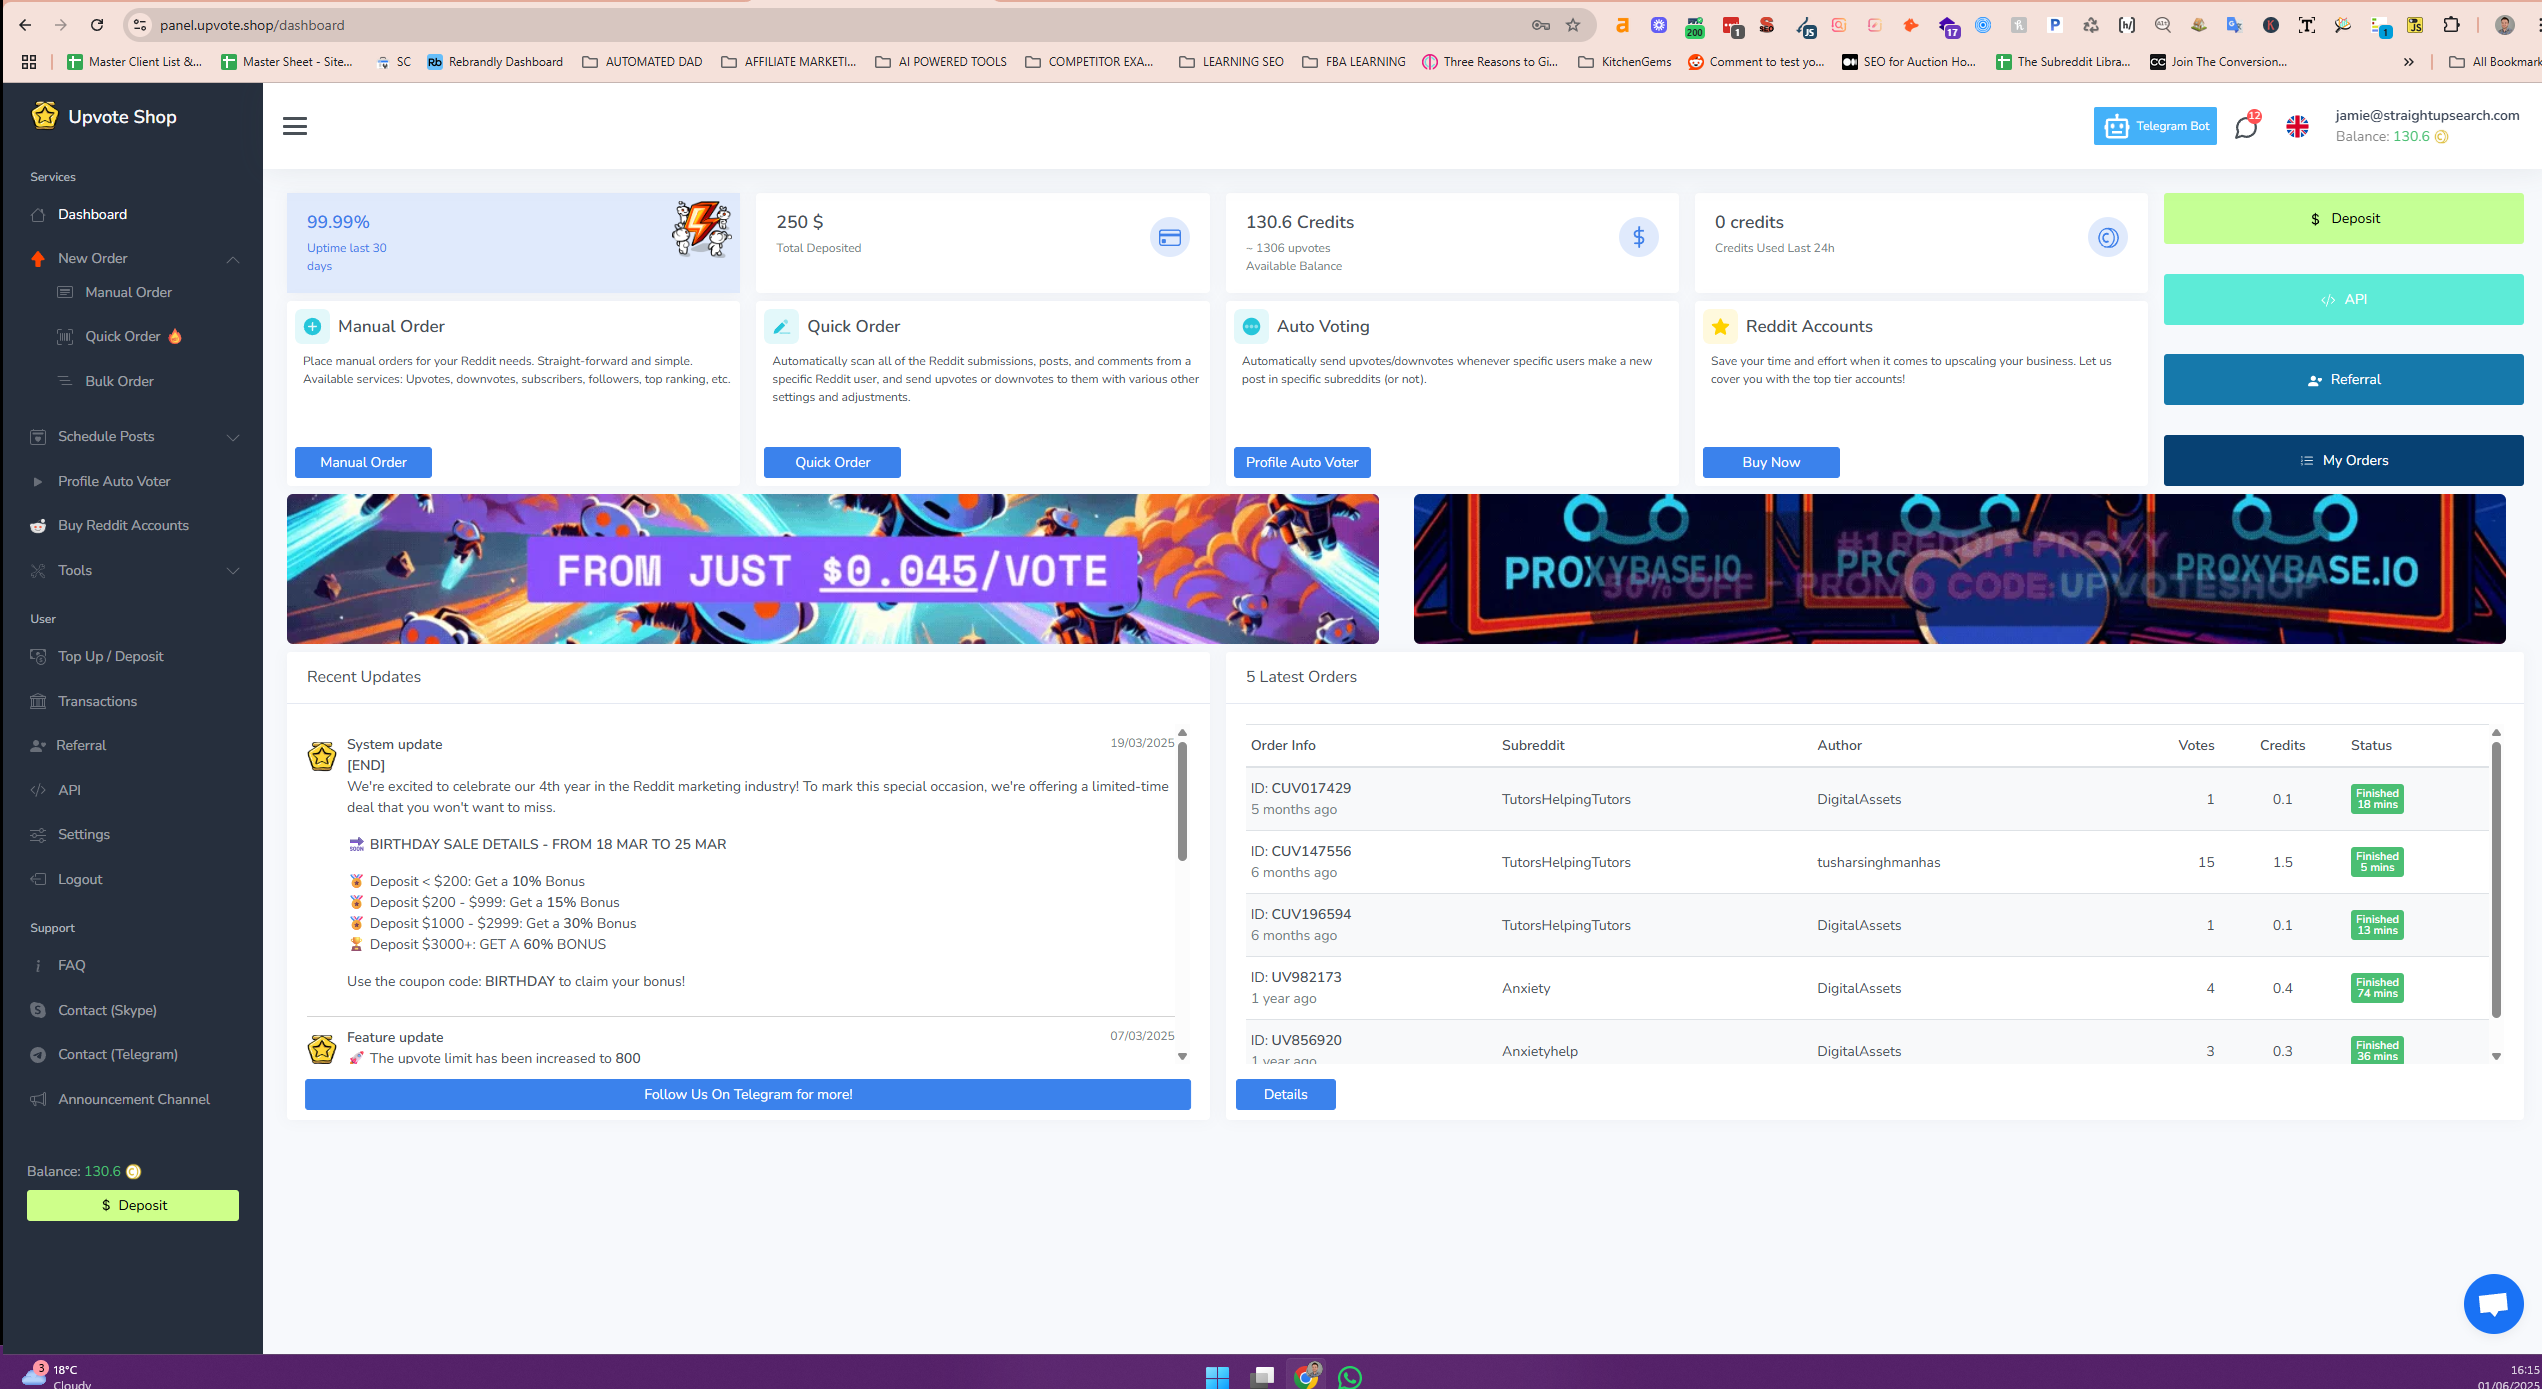 panel.upvote.shop/dashboard
200
1
JS
17
1
JS
Master Client List &...
Master Sheet - Site...
SC
Rb Rebrandly Dashboard
AUTOMATED DAD
AFFILIATE MARKETI...
AI POWERED TOOLS
COMPETITOR EXA...
LEARNING SEO
FBA LEARNING
Three Reasons to Gi...
KitchenGems
Comment to test yo...
SEO for Auction Ho...
The Subreddit Libra...
CC Join The Conversion...
All Bookmark
Upvote Shop
Services
Dashboard
New Order
Manual Order
Quick Order
Bulk Order
Schedule Posts
Profile Auto Voter
Buy Reddit Accounts
Tools
User
Top Up / Deposit
Transactions
Referral
API
Settings
Logout
Support
FAQ
Contact (Skype)
Contact (Telegram)
Announcement Channel
Balance: 130.6
$ Deposit
Telegram Bot
12
jamie@straightupsearch.com
Balance: 130.6
99.99%
Uptime last 30
days
250 $
Total Deposited
130.6 Credits
~ 1306 upvotes
Available Balance
0 credits
Credits Used Last 24h
$ Deposit
</> API
Referral
My Orders
Manual Order
Place manual orders for your Reddit needs. Straight-forward and simple.
Available services: Upvotes, downvotes, subscribers, followers, top ranking, etc.
Manual Order
Quick Order
Automatically scan all of the Reddit submissions, posts, and comments from a
specific Reddit user, and send upvotes or downvotes to them with various other
settings and adjustments.
Quick Order
Auto Voting
Automatically send upvotes/downvotes whenever specific users make a new
post in specific subreddits (or not).
Profile Auto Voter
Reddit Accounts
Save your time and effort when it comes to upscaling your business. Let us
cover you with the top tier accounts!
Buy Now
FROM JUST $0.045/VOTE
#1 REDDIT PROXY
PROXYBASE.IO
PROXYBASE.IO
50% OFF - PROMO CODE:UPVOTESHOP
Recent Updates
System update
19/03/2025
[END]
We're excited to celebrate our 4th year in the Reddit marketing industry! To mark this special occasion, we're offering a limited-time
deal that you won't want to miss.
SOON BIRTHDAY SALE DETAILS - FROM 18 MAR TO 25 MAR
Deposit < $200: Get a 10% Bonus
Deposit $200 - $999: Get a 15% Bonus
Deposit $1000 - $2999: Get a 30% Bonus
Deposit $3000+: GET A 60% BONUS
Use the coupon code: BIRTHDAY to claim your bonus!
Feature update
07/03/2025
The upvote limit has been increased to 800
Follow Us On Telegram for more!
5 Latest Orders
Order Info Subreddit Author Votes Credits Status
ID: CUV017429
5 months ago
TutorsHelpingTutors DigitalAssets 1 0.1
Finished
18 mins
ID: CUV147556
6 months ago
TutorsHelpingTutors tusharsinghmanhas 15 1.5
Finished
5 mins
ID: CUV196594
6 months ago
TutorsHelpingTutors DigitalAssets 1 0.1
Finished
13 mins
ID: UV982173
1 year ago
Anxiety DigitalAssets 4 0.4
Finished
74 mins
ID: UV856920
1 year ago
Anxietyhelp DigitalAssets 3 0.3
Finished
36 mins
Details
3
18°C
Cloudy
16:15
01/06/2025